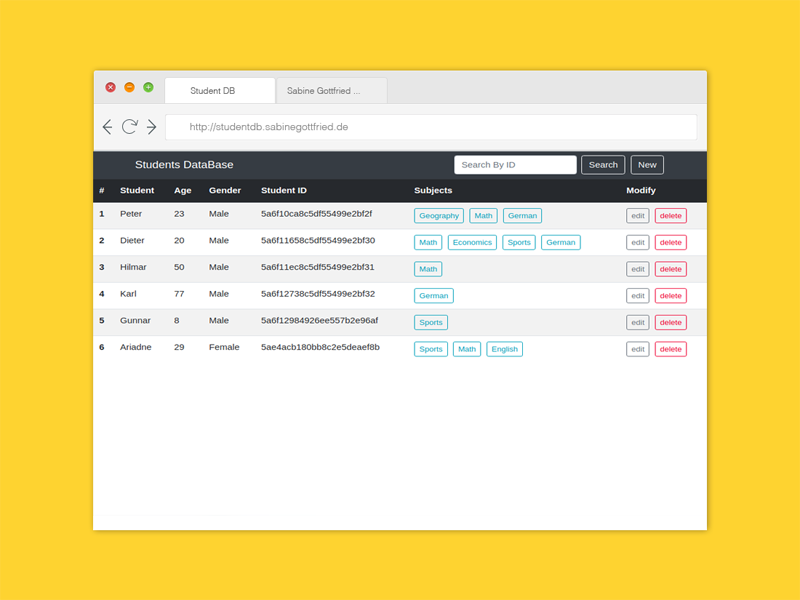 Student DB Sabine Gottfried ...
http://studentdb.sabinegottfried.de
Students DataBase Search By ID Search New
# Student Age Gender Student ID Subjects Modify
1 Peter 23 Male 5a6f10ca8c5df55499e2bf2f Geography Math German edit delete
2 Dieter 20 Male 5a6f11658c5df55499e2bf30 Math Economics Sports German edit delete
3 Hilmar 50 Male 5a6f11ec8c5df55499e2bf31 Math edit delete
4 Karl 77 Male 5a6f12738c5df55499e2bf32 German edit delete
5 Gunnar 8 Male 5a6f12984926ee557b2e96af Sports edit delete
6 Ariadne 29 Female 5ae4acb180bb8c2e5deaef8b Sports Math English edit delete